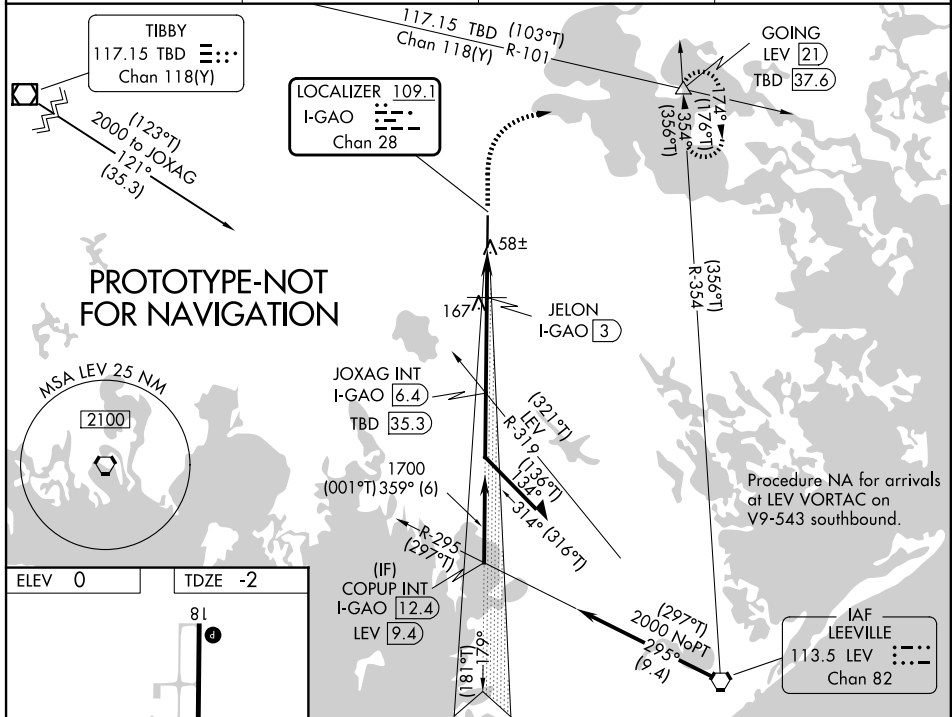 TIBBY
117.15 TBD
Chan 118(Y)
(123°T)
2000 to JOXAG
121°
(35.3)
LOCALIZER 109.1
I-GAO
Chan 28
117.15 TBD (103°T)
Chan 118(Y) R-101
GOING
LEV 21
TBD 37.6
174°
(176°T)
354°
(356°T)
PROTOTYPE-NOT
FOR NAVIGATION
58±
167
JELON
I-GAO 3
(356°T)
R-354
MSA LEV 25 NM
2100
JOXAG INT
I-GAO 6.4
TBD 35.3
(321°T)
LEV
R-319
(136°T)
134°
314° (316°T)
1700
(001°T) 359° (6)
Procedure NA for arrivals
at LEV VORTAC on
V9-543 southbound.
R-295
(297°T)
(IF)
COPUP INT
I-GAO 12.4
LEV 9.4
179°
(181°T)
(297°T)
2000 NoPT
295°
(9.4)
IAF
LEEVILLE
113.5 LEV
Chan 82
ELEV 0
TDZE -2
18
P